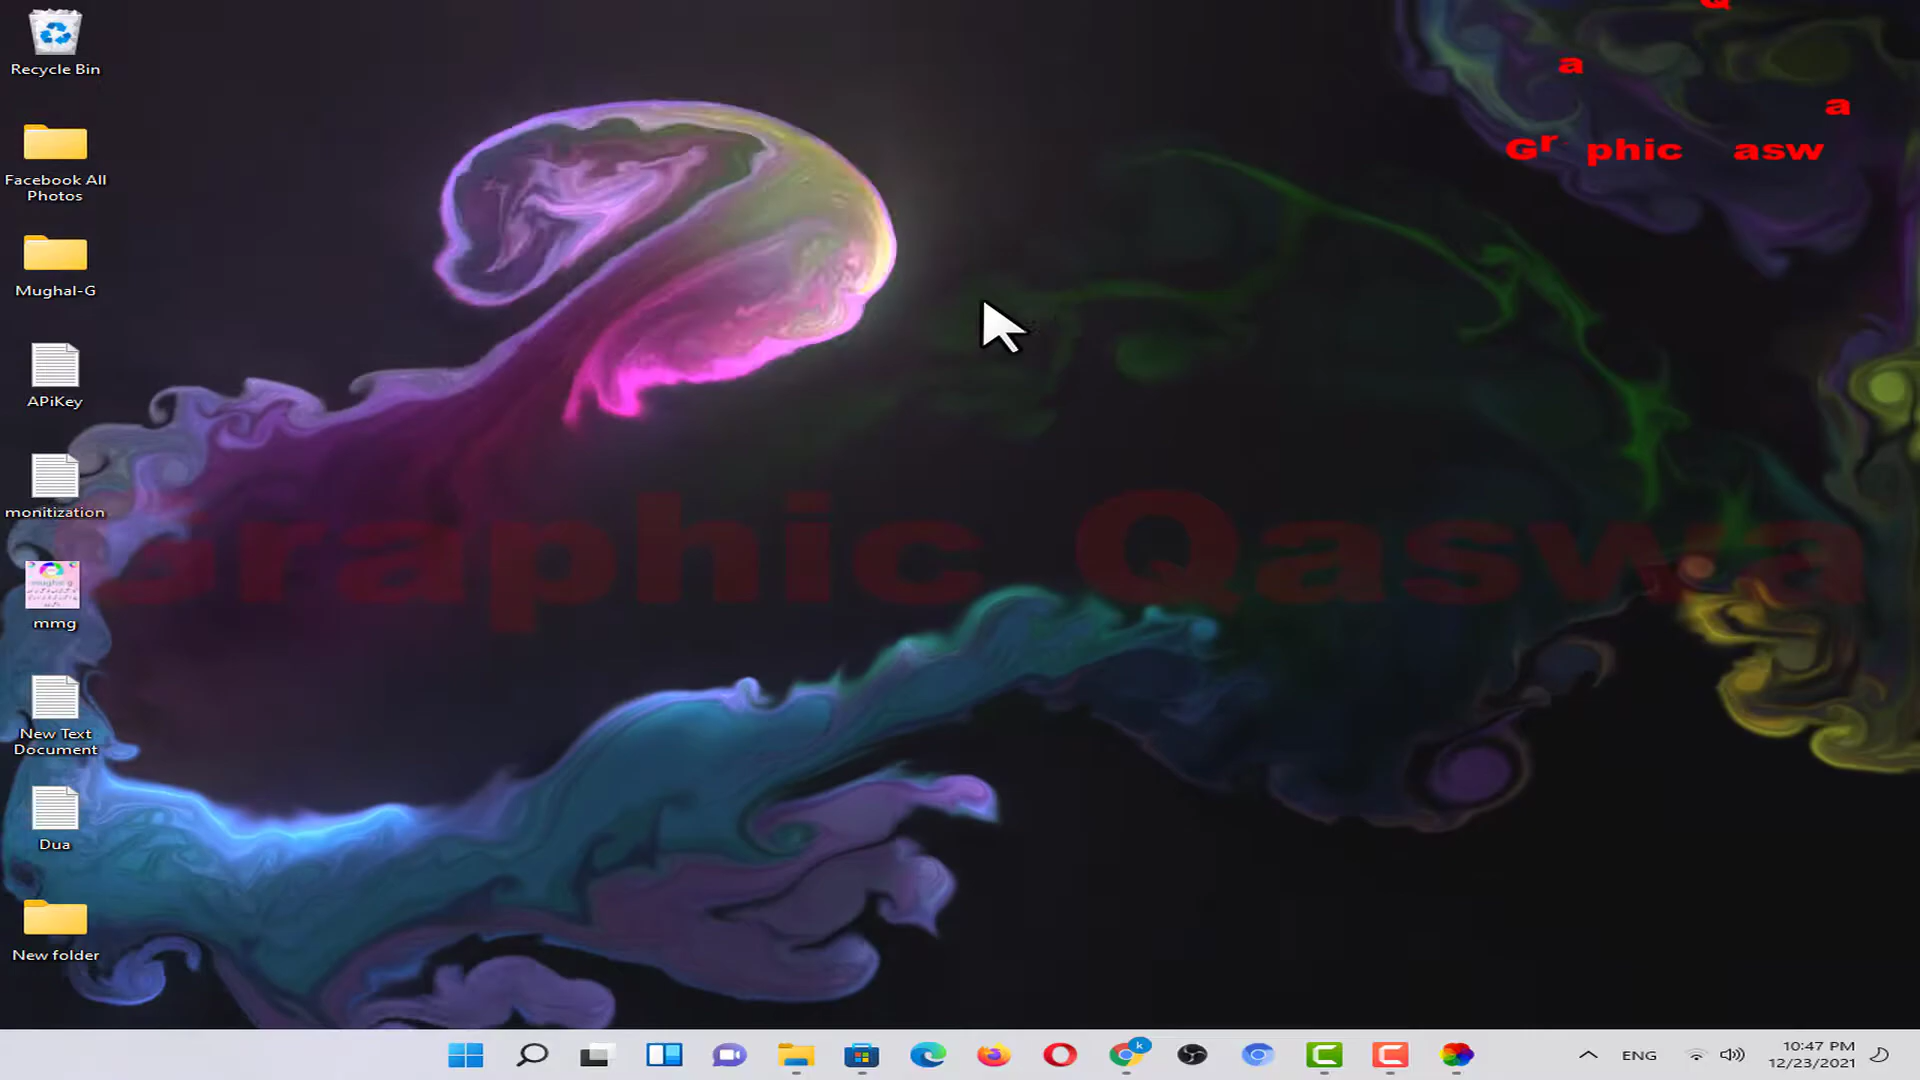 Recycle Bin
Facebook All
Photos
Mughal-G
APiKey
monitization
mmg
New Text
Document
Dua
New folder
Q
a
a
Gr phic asw
Graphic Qaswa
k
ENG
10:47 PM
12/23/2021